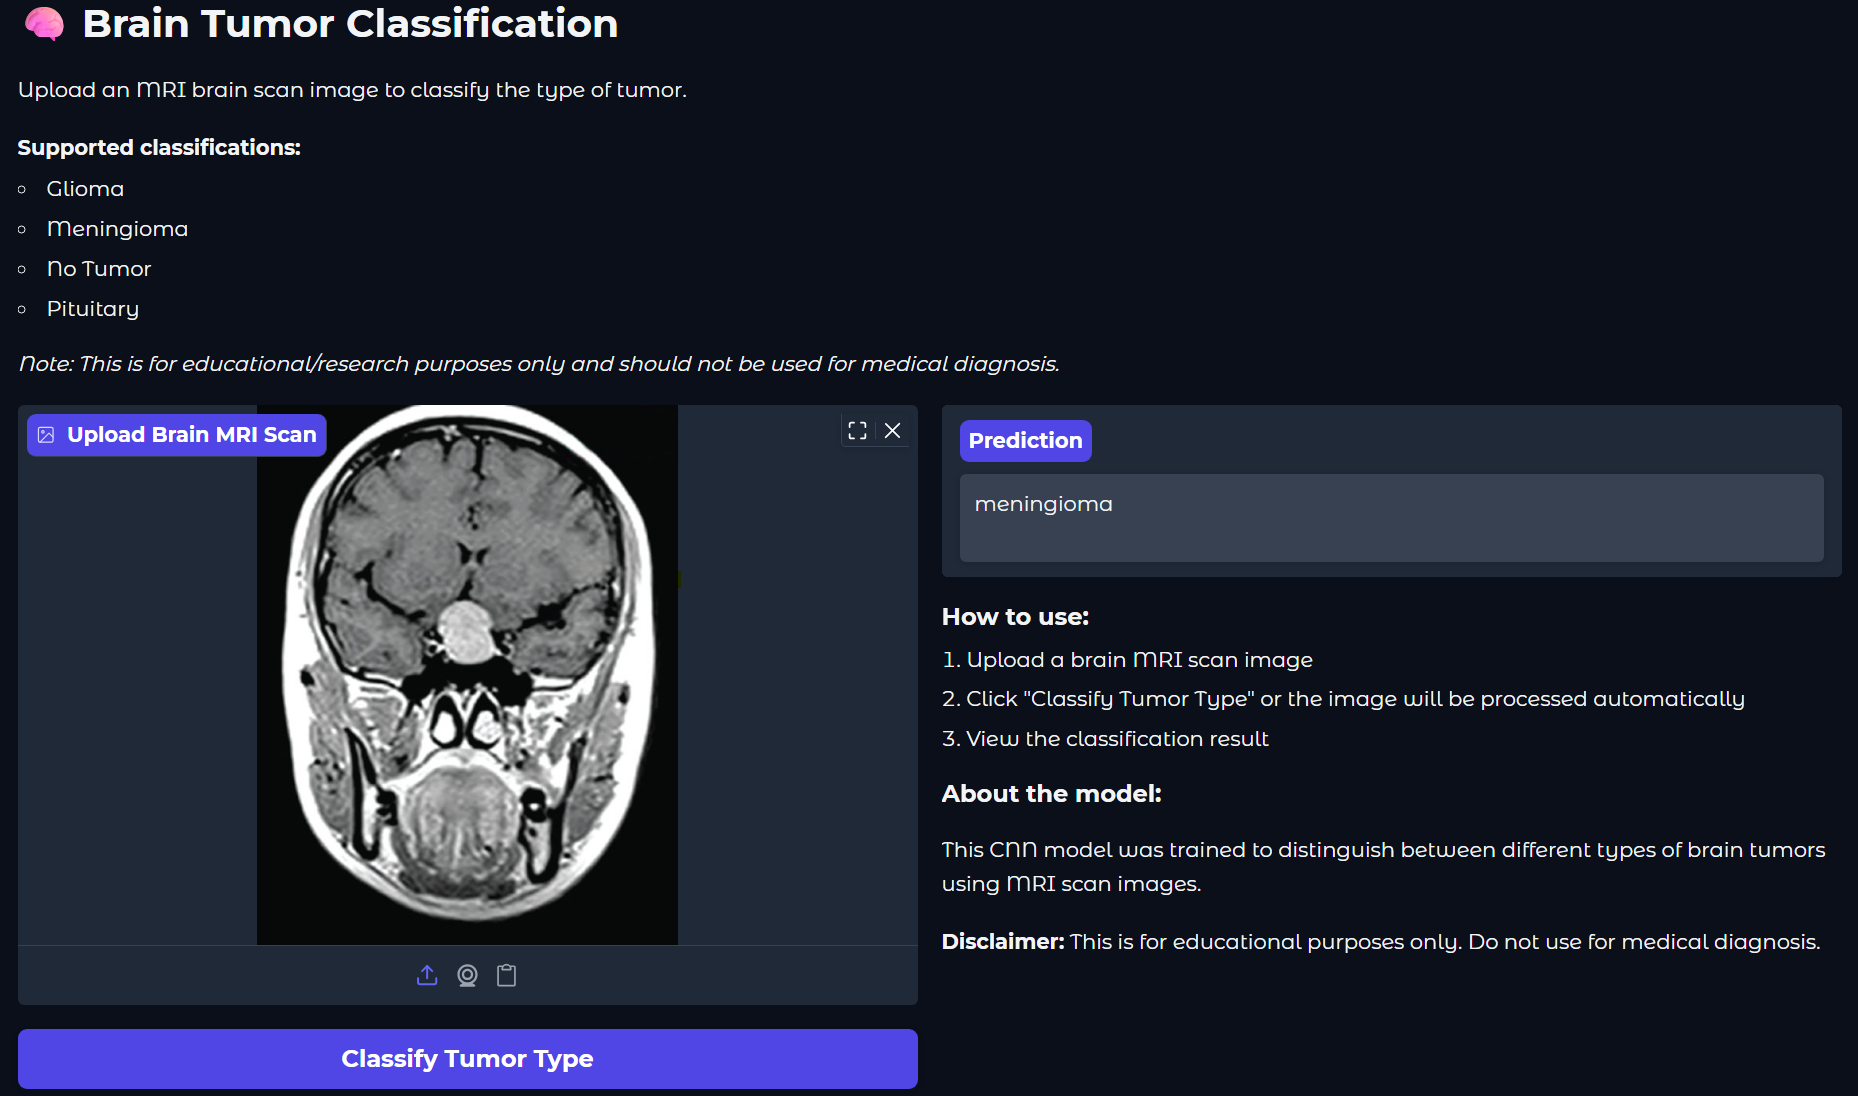 Brain Tumor Classification
Upload an MRI brain scan image to classify the type of tumor.
Supported classifications:
Glioma
Meningioma
No Tumor
Pituitary
Note: This is for educational/research purposes only and should not be used for medical diagnosis.
Upload Brain MRI Scan
Classify Tumor Type
Prediction
meningioma
How to use:
1. Upload a brain MRI scan image
2. Click "Classify Tumor Type" or the image will be processed automatically
3. View the classification result
About the model:
This CNN model was trained to distinguish between different types of brain tumors
using MRI scan images.
Disclaimer: This is for educational purposes only. Do not use for medical diagnosis.